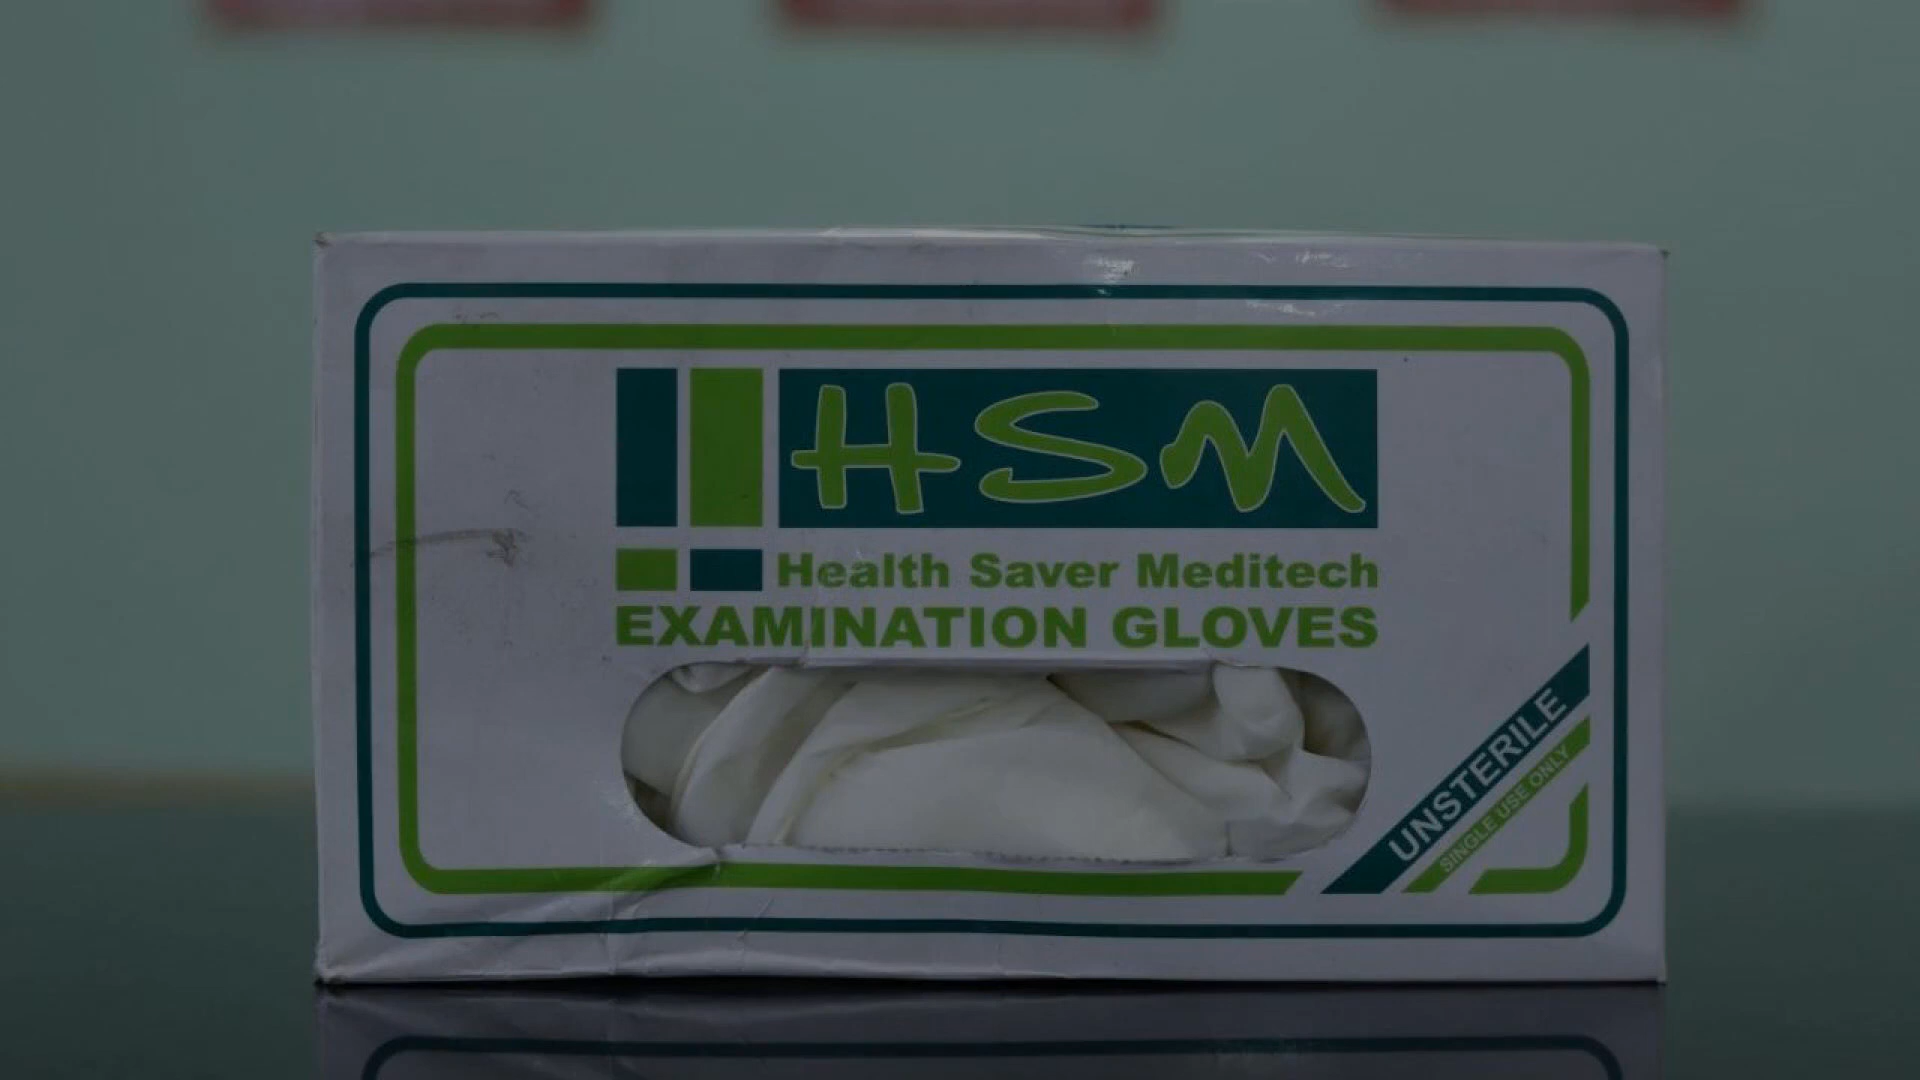 HSM
Health Saver Meditech
EXAMINATION GLOVES
UNSTERILE
SINGLE USE ONLY